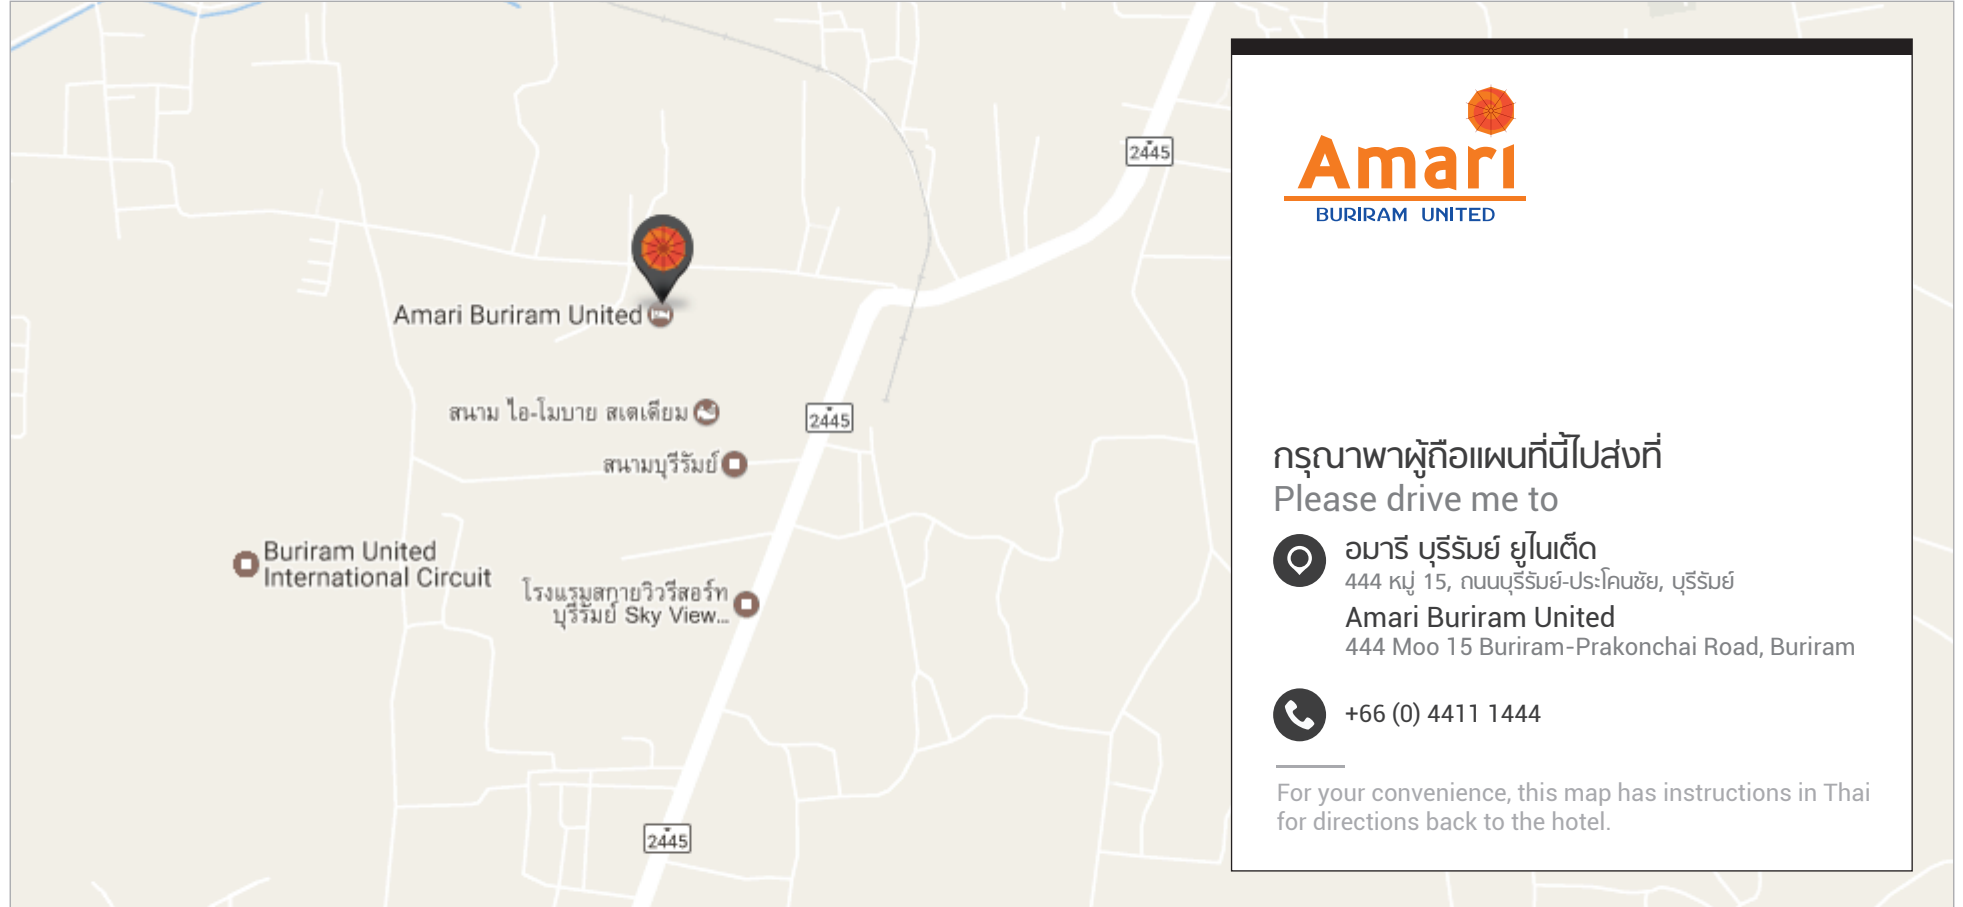 2445
Amari Buriram United
สนาม ไอ-โมบาย สเตเดียม
2445
สนามบุรีรัมย์
Buriram United
International Circuit
โรงแรมสกายวิวรีสอร์ท
บุรีรัมย์ Sky View...
2445
Amari
BURIRAM UNITED
กรุณาพาผู้ถือแผนที่นี้ไปส่งที่
Please drive me to
อมารี บุรีรัมย์ ยูไนเต็ด
444 หมู่ 15, ถนนบุรีรัมย์-ประโคนชัย, บุรีรัมย์
Amari Buriram United
444 Moo 15 Buriram-Prakonchai Road, Buriram
+66 (0) 4411 1444
For your convenience, this map has instructions in Thai
for directions back to the hotel.